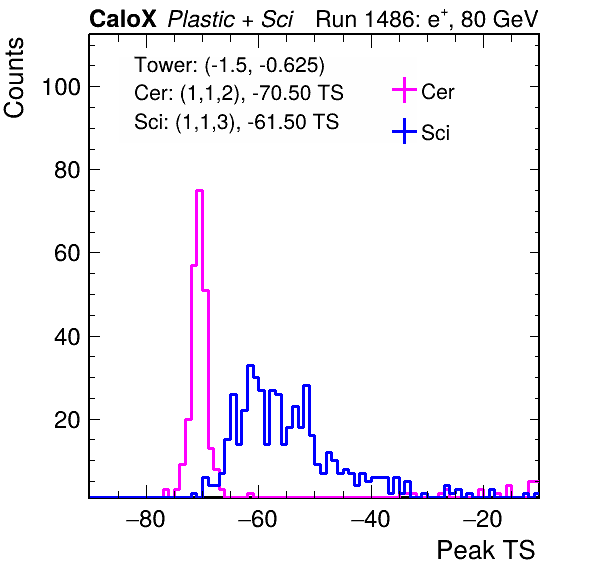 CaloX Plastic + Sci Run 1486: e+, 80 GeV
Counts
Tower: (-1.5, -0.625)
Cer: (1,1,2), -70.50 TS
Sci: (1,1,3), -61.50 TS
Cer
Sci
100
80
60
40
20
−80 −60 −40 −20
Peak TS